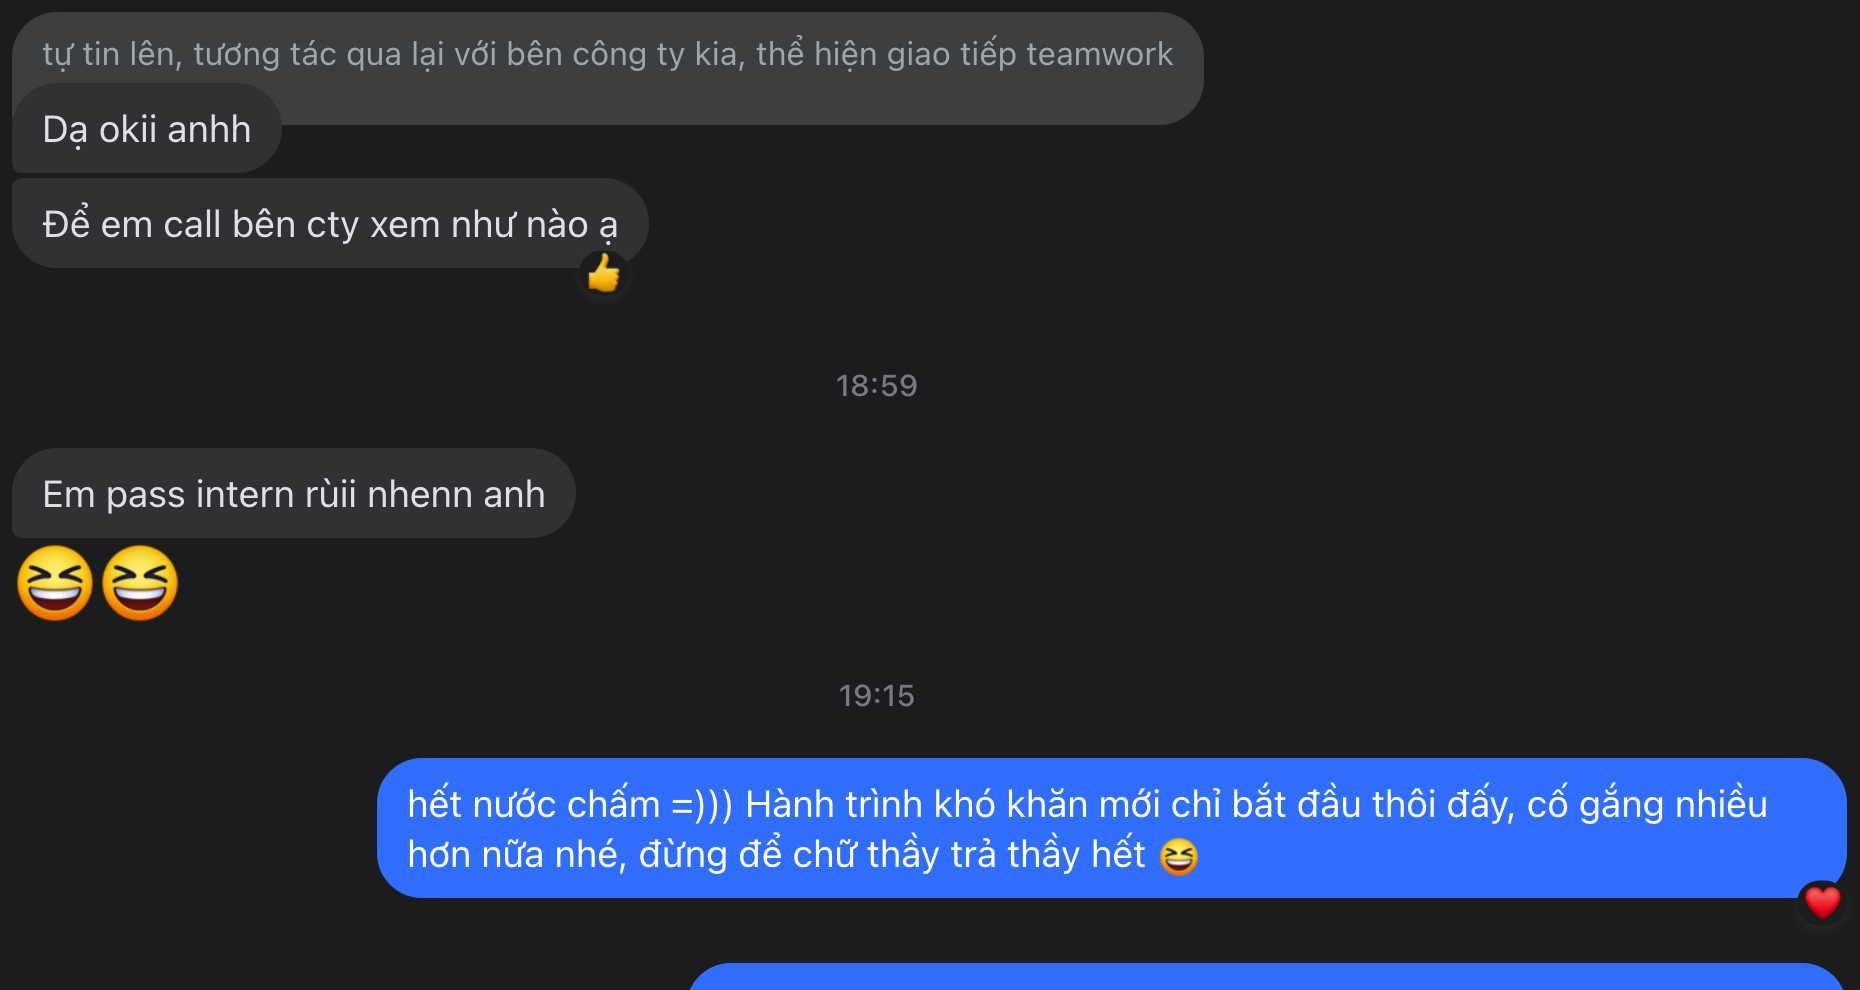 tự tin lên, tương tác qua lại với bên công ty kia, thể hiện giao tiếp teamwork
Dạ okii anhh
Để em call bên cty xem như nào ạ
18:59
Em pass intern rùii nhenn anh
19:15
hết nước chấm =))) Hành trình khó khăn mới chỉ bắt đầu thôi đấy, cố gắng nhiều
hơn nữa nhé, đừng để chữ thầy trả thầy hết